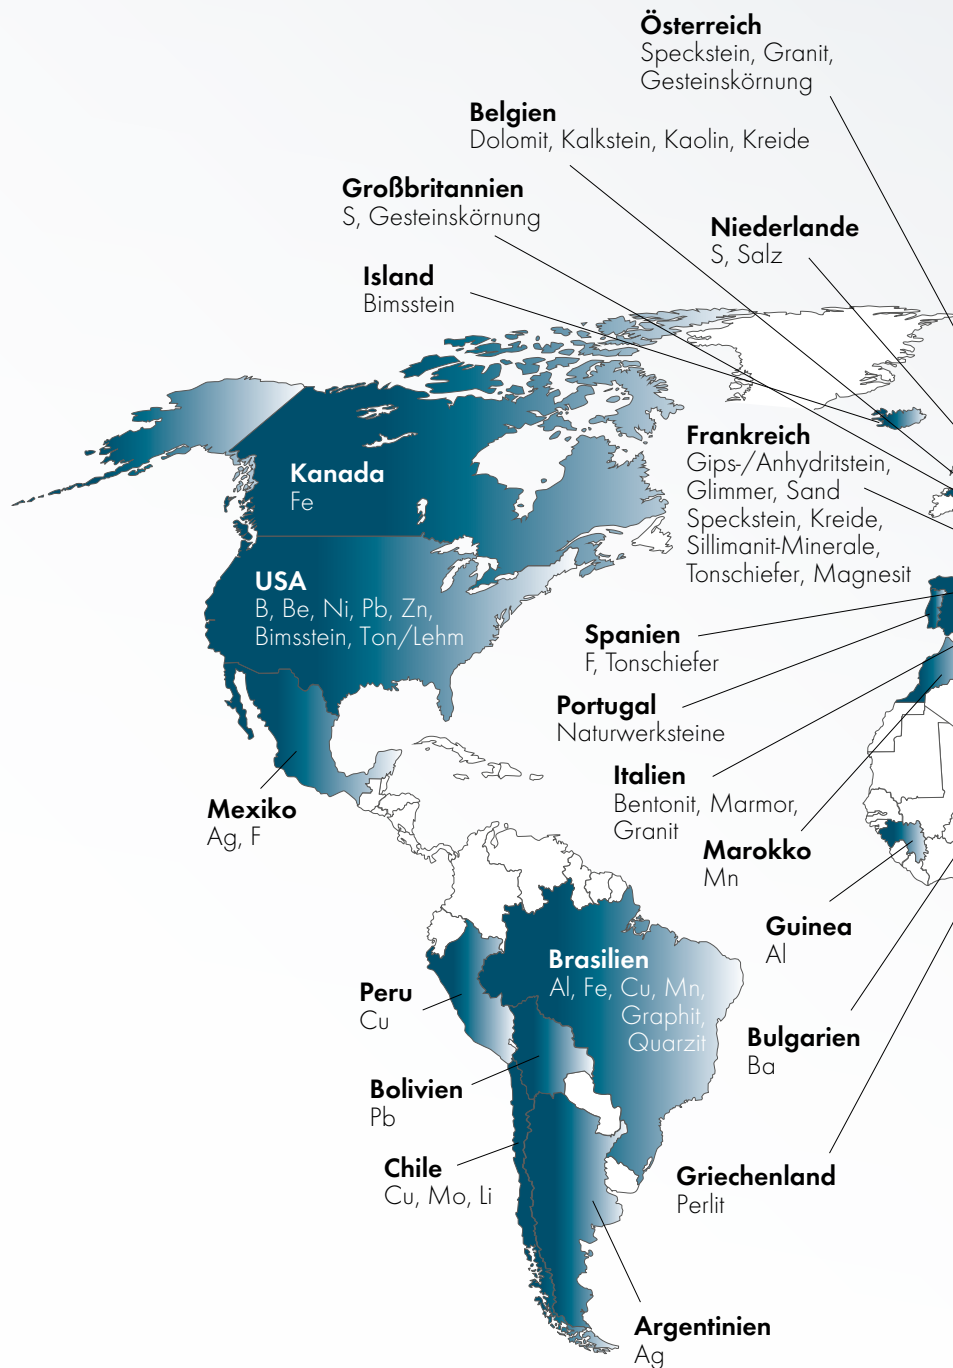 Österreich
Speckstein, Granit,
Gesteinskörnung
Belgien
Dolomit, Kalkstein, Kaolin, Kreide
Großbritannien
S, Gesteinskörnung
Niederlande
S, Salz
Island
Bimsstein
Frankreich
Gips-/Anhydritstein,
Glimmer, Sand
Speckstein, Kreide,
Sillimanit-Minerale,
Tonschiefer, Magnesit
Kanada
Fe
USA
B, Be, Ni, Pb, Zn,
Bimsstein, Ton/Lehm
Spanien
F, Tonschiefer
Portugal
Naturwerksteine
Italien
Bentonit, Marmor,
Granit
Mexiko
Ag, F
Marokko
Mn
Guinea
Al
Brasilien
Al, Fe, Cu, Mn,
Graphit,
Quarzit
Peru
Cu
Bulgarien
Ba
Bolivien
Pb
Chile
Cu, Mo, Li
Griechenland
Perlit
Argentinien
Ag